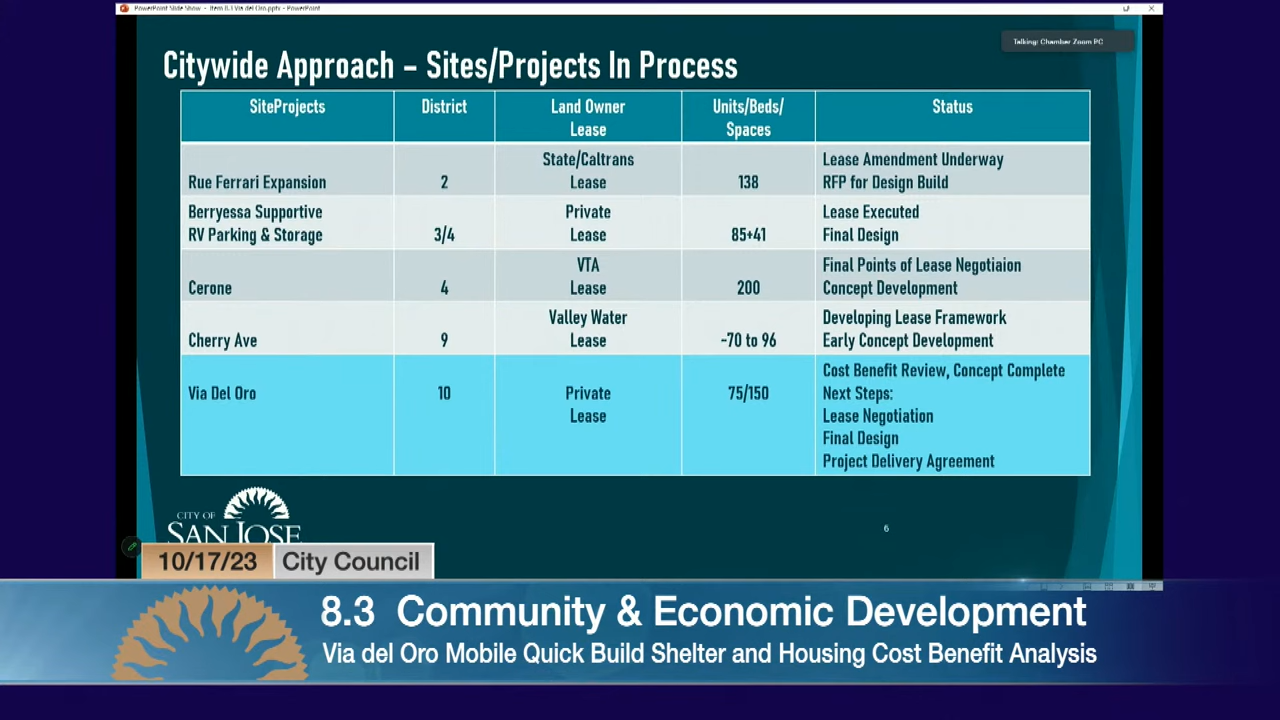 PowerPoint Slide Show - Item 8.3 Via del Oro.pptx - PowerPoint
Talking: Chamber Zoom PC
Citywide Approach – Sites/Projects In Process
SiteProjects
District
Land Owner
Lease
Units/Beds/
Spaces
Status
Rue Ferrari Expansion
2
State/Caltrans
Lease
138
Lease Amendment Underway
RFP for Design Build
Berryessa Supportive
RV Parking & Storage
3/4
Private
Lease
85+41
Lease Executed
Final Design
Cerone
4
VTA
Lease
200
Final Points of Lease Negotiaion
Concept Development
Cherry Ave
9
Valley Water
Lease
~70 to 96
Developing Lease Framework
Early Concept Development
Via Del Oro
10
Private
Lease
75/150
Cost Benefit Review, Concept Complete
Next Steps:
Lease Negotiation
Final Design
Project Delivery Agreement
CITY OF
SAN JOSE
6
10/17/23
City Council
8.3 Community & Economic Development
Via del Oro Mobile Quick Build Shelter and Housing Cost Benefit Analysis